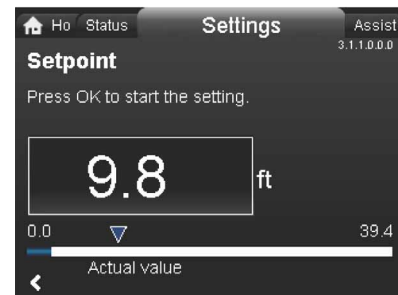 Ho Status Settings Assist
3.1.1.0.0.0
Setpoint
Press OK to start the setting.
9.8 ft
0.0 39.4
Actual value